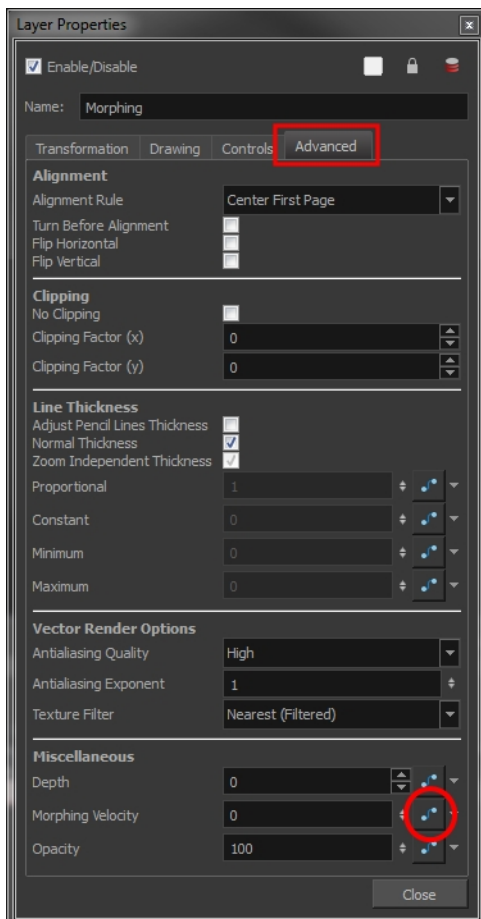 Layer Properties
Enable/Disable
Name: Morphing
Transformation Drawing Controls Advanced
Alignment
Alignment Rule Center First Page
Turn Before Alignment
Flip Horizontal
Flip Vertical
Clipping
No Clipping
Clipping Factor (x) 0
Clipping Factor (y) 0
Line Thickness
Adjust Pencil Lines Thickness
Normal Thickness
Zoom Independent Thickness
Proportional 1
Constant 0
Minimum 0
Maximum 0
Vector Render Options
Antialiasing Quality High
Antialiasing Exponent 1
Texture Filter Nearest (Filtered)
Miscellaneous
Depth 0
Morphing Velocity 0
Opacity 100
Close